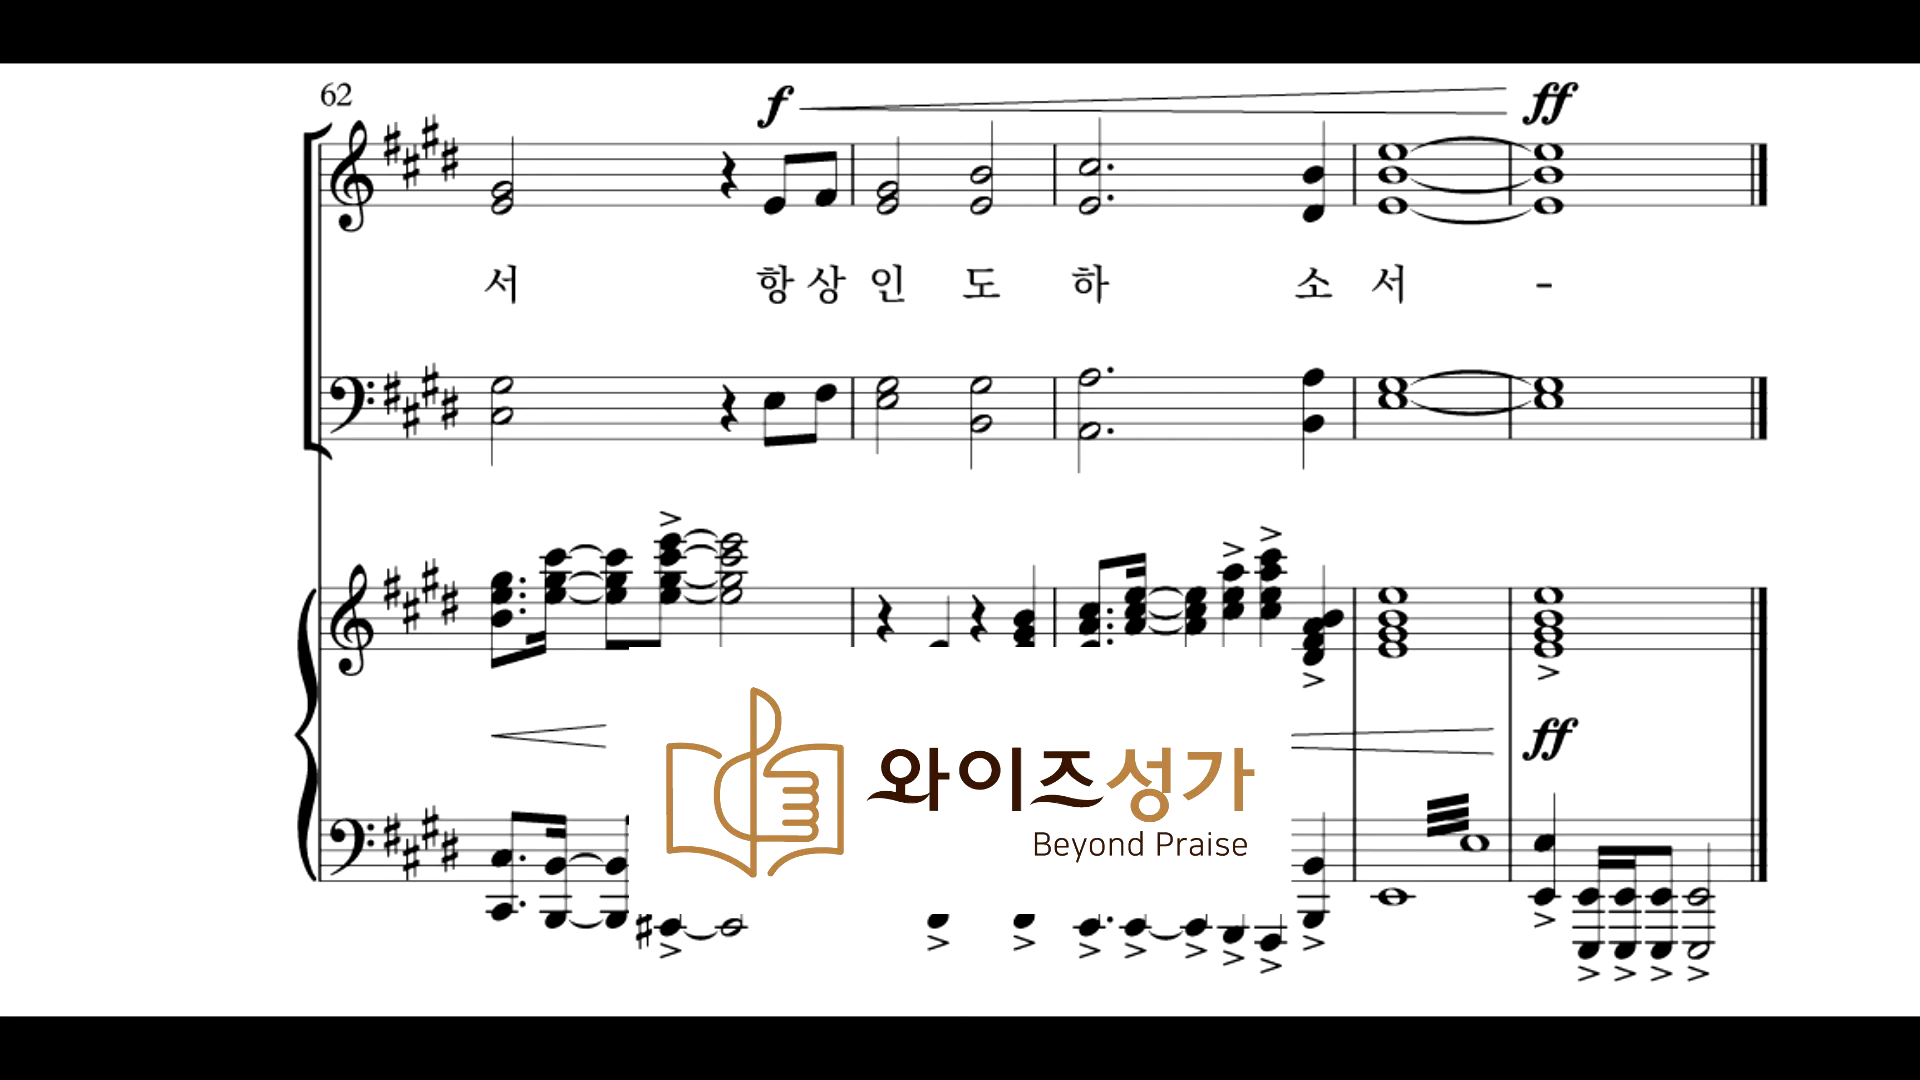 62
f
ff
서 항 상 인 도 하 소 서 -
ff
와이즈성가
Beyond Praise